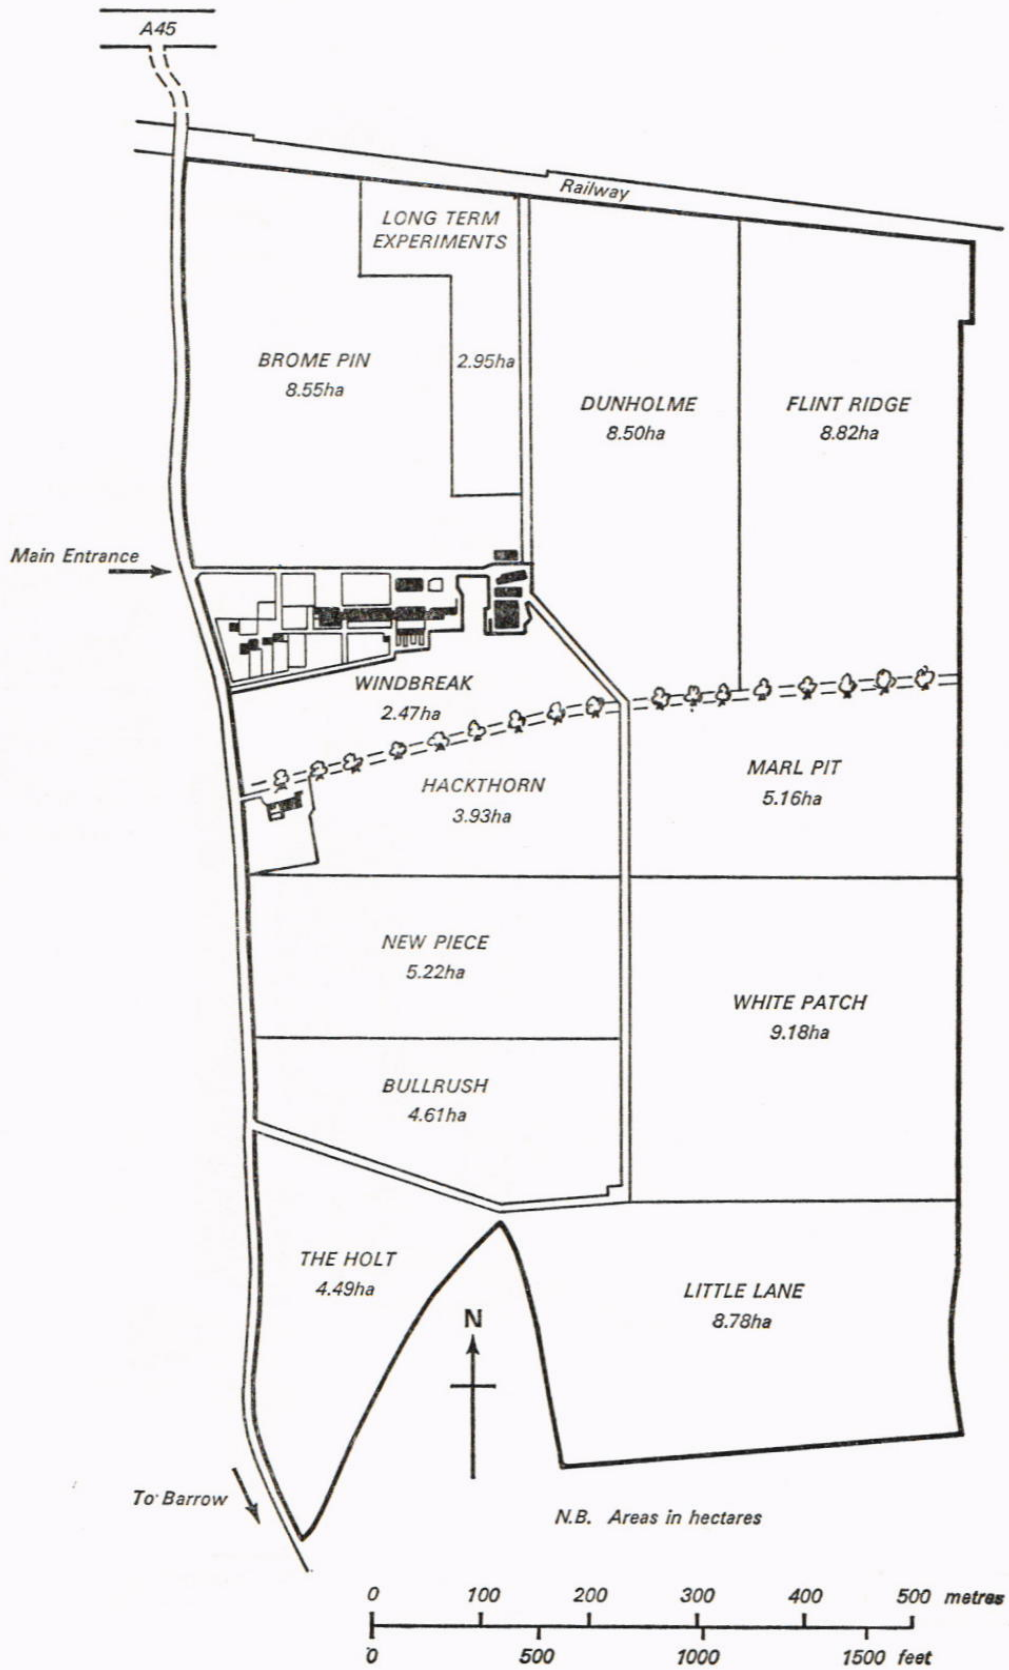 A45
Railway
LONG TERM
EXPERIMENTS
BROME PIN
8.55ha
2.95ha
DUNHOLME
8.50ha
FLINT RIDGE
8.82ha
Main Entrance
WINDBREAK
2.47ha
HACKTHORN
3.93ha
MARL PIT
5.16ha
NEW PIECE
5.22ha
WHITE PATCH
9.18ha
BULLRUSH
4.61ha
THE HOLT
4.49ha
LITTLE LANE
8.78ha
N
To Barrow
N.B. Areas in hectares
0 100 200 300 400 500 metres
0 500 1000 1500 feet